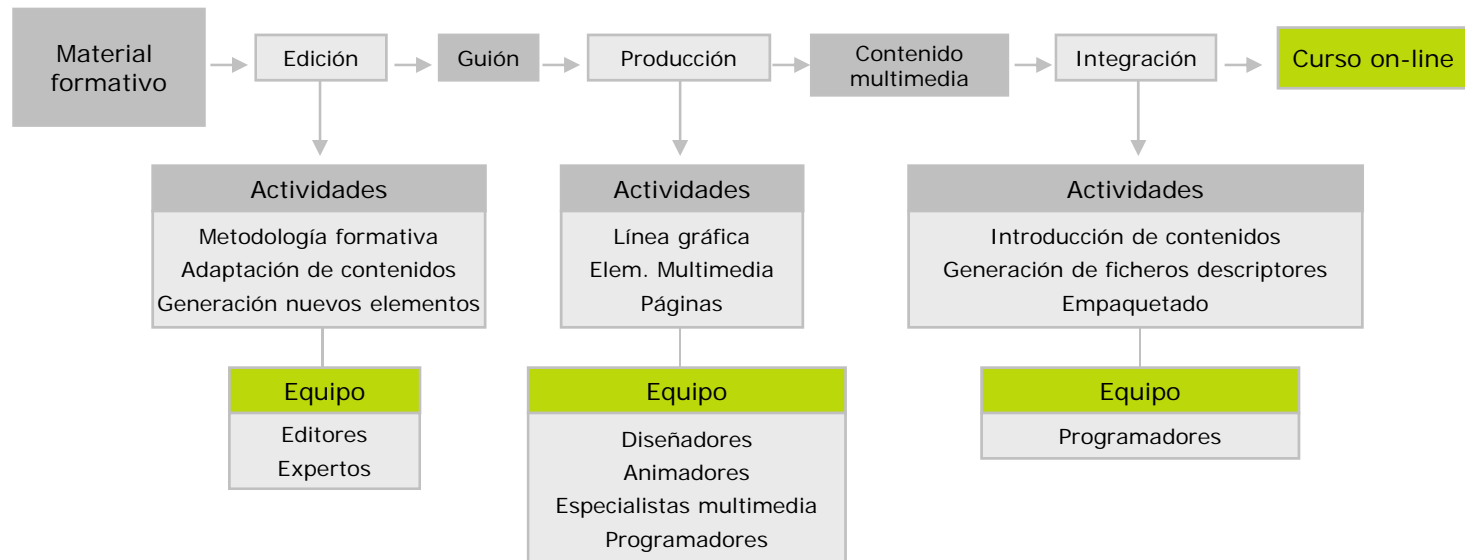 Material
formativo
Edición
Guión
Producción
Contenido
multimedia
Integración
Curso on-line
Actividades
Metodología formativa
Adaptación de contenidos
Generación nuevos elementos
Equipo
Editores
Expertos
Actividades
Línea gráfica
Elem. Multimedia
Páginas
Equipo
Diseñadores
Animadores
Especialistas multimedia
Programadores
Actividades
Introducción de contenidos
Generación de ficheros descriptores
Empaquetado
Equipo
Programadores